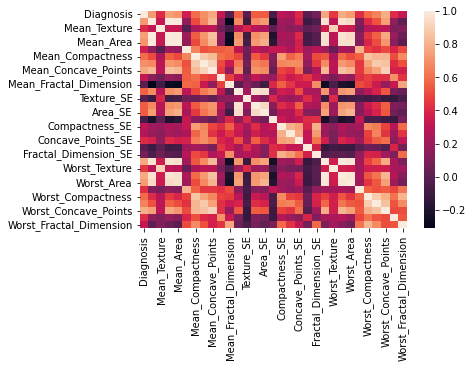 Diagnosis
Mean_Texture
Mean_Area
Mean_Compactness
Mean_Concave_Points
Mean_Fractal_Dimension
Texture_SE
Area_SE
Compactness_SE
Concave_Points_SE
Fractal_Dimension_SE
Worst_Texture
Worst_Area
Worst_Compactness
Worst_Concave_Points
Worst_Fractal_Dimension
Diagnosis
Mean_Texture
Mean_Area
Mean_Compactness
Mean_Concave_Points
Mean_Fractal_Dimension
Texture_SE
Area_SE
Compactness_SE
Concave_Points_SE
Fractal_Dimension_SE
Worst_Texture
Worst_Area
Worst_Compactness
Worst_Concave_Points
Worst_Fractal_Dimension
1.0
0.8
0.6
0.4
0.2
0.0
−0.2